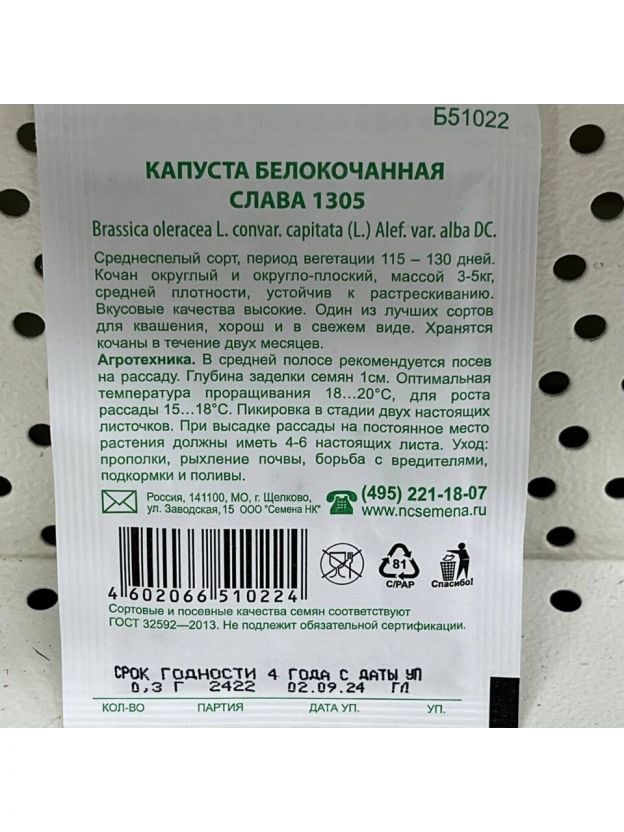 Б51022
КАПУСТА БЕЛОКОЧАННАЯ
СЛАВА 1305
Brassica oleracea L. convar. capitata (L.) Alef. var. alba DC.
Среднеспелый сорт, период вегетации 115 – 130 дней.
Кочан округлый и округло-плоский, массой 3-5кг,
средней плотности, устойчив к растрескиванию.
Вкусовые качества высокие. Один из лучших сортов
для квашения, хорош и в свежем виде. Хранятся
кочаны в течение двух месяцев.
Агротехника. В средней полосе рекомендуется посев
на рассаду. Глубина заделки семян 1см. Оптимальная
температура проращивания 18...20°С, для роста
рассады 15...18°С. Пикировка в стадии двух настоящих
листочков. При высадке рассады на постоянное место
растения должны иметь 4-6 настоящих листа. Уход:
прополки, рыхление почвы, борьба с вредителями,
подкормки и поливы.
Россия, 141100, МО, г. Щелково,
ул. Заводская, 15 ООО "Семена НК"
(495) 221-18-07
www.ncsemena.ru
4 602066 510224
81
C/PAP
Спасибо!
Сортовые и посевные качества семян соответствуют
ГОСТ 32592—2013. Не подлежит обязательной сертификации.
СРОК ГОДНОСТИ 4 ГОДА С ДАТЫ УП
0,3 Г 2422 02.09.24 ГЛ
КОЛ-ВО ПАРТИЯ ДАТА УП. УП.